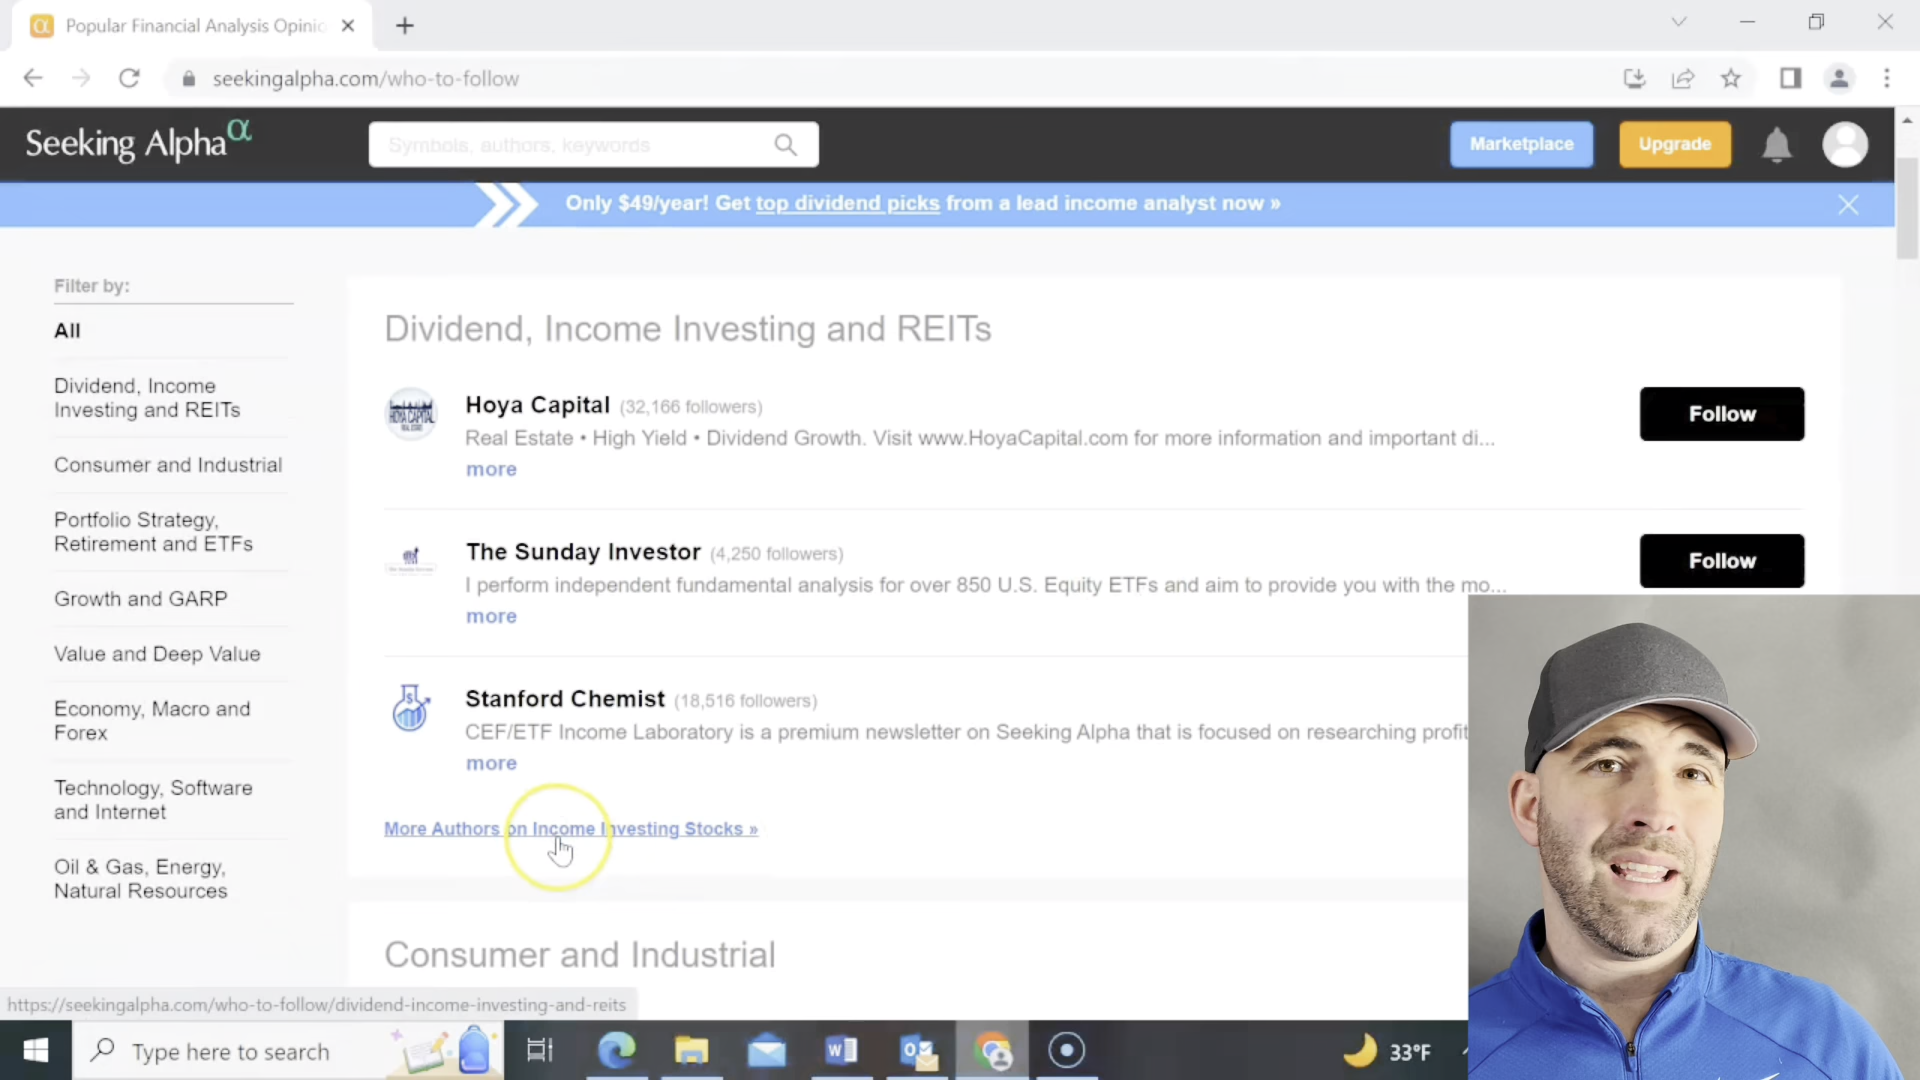 Popular Financial Analysis Opinio
seekingalpha.com/who-to-follow
Seeking Alpha α
Symbols, authors, keywords
Marketplace
Upgrade
Only $49/year! Get top dividend picks from a lead income analyst now »
Filter by:
All
Dividend, Income
Investing and REITs
Consumer and Industrial
Portfolio Strategy,
Retirement and ETFs
Growth and GARP
Value and Deep Value
Economy, Macro and
Forex
Technology, Software
and Internet
Oil & Gas, Energy,
Natural Resources
Dividend, Income Investing and REITs
HOYA CAPITAL
Hoya Capital (32,166 followers)
Follow
Real Estate • High Yield • Dividend Growth. Visit www.HoyaCapital.com for more information and important di...
more
The Sunday Investor (4,250 followers)
Follow
I perform independent fundamental analysis for over 850 U.S. Equity ETFs and aim to provide you with the mo...
more
Stanford Chemist (18,516 followers)
CEF/ETF Income Laboratory is a premium newsletter on Seeking Alpha that is focused on researching profit
more
More Authors on Income Investing Stocks »
Consumer and Industrial
https://seekingalpha.com/who-to-follow/dividend-income-investing-and-reits
Type here to search
33°F